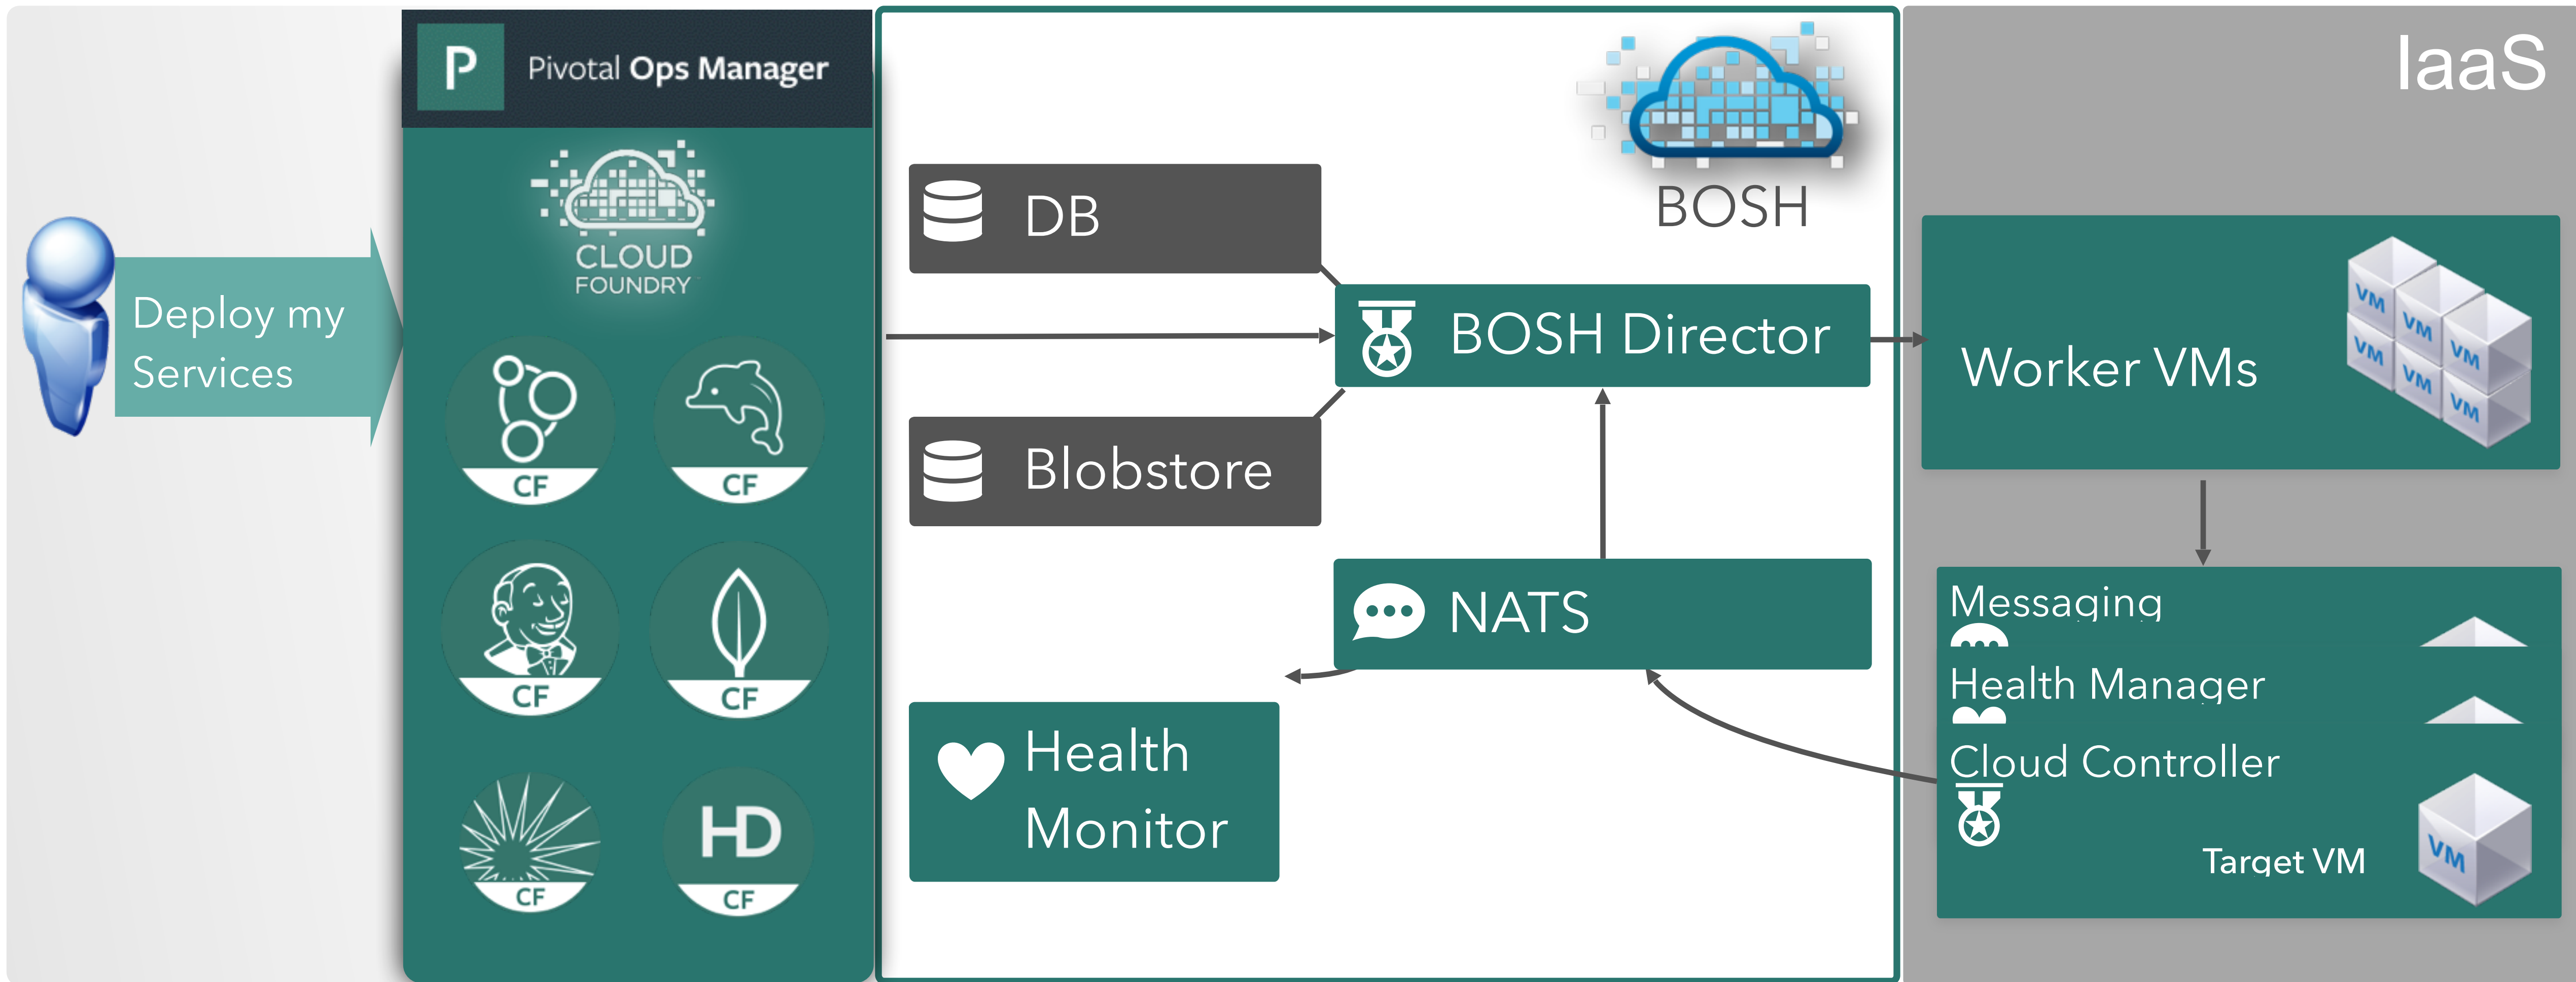 P Pivotal Ops Manager
CLOUD
FOUNDRY
Deploy my
Services
CF
CF
CF
CF
CF
HD
CF
BOSH
DB
BOSH Director
Blobstore
NATS
Health
Monitor
IaaS
Worker VMs
VM
VM
VM
VM
VM
VM
Messaging
Health Manager
Cloud Controller
Target VM
VM